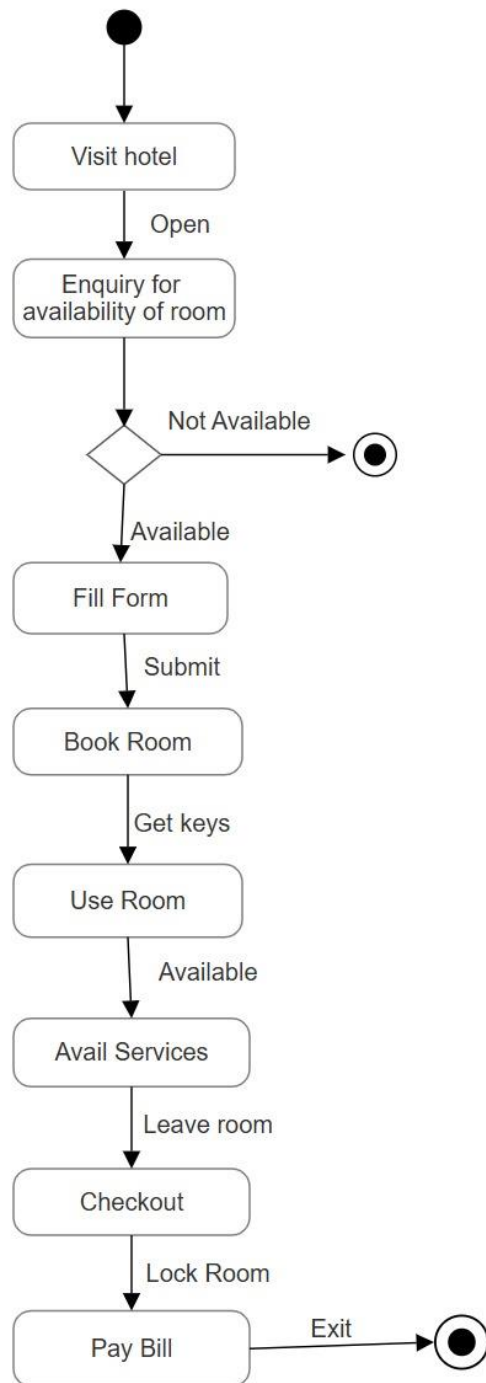 Visit hotel
Open
Enquiry for
availability of room
Not Available
Available
Fill Form
Submit
Book Room
Get keys
Use Room
Available
Avail Services
Leave room
Checkout
Lock Room
Pay Bill
Exit